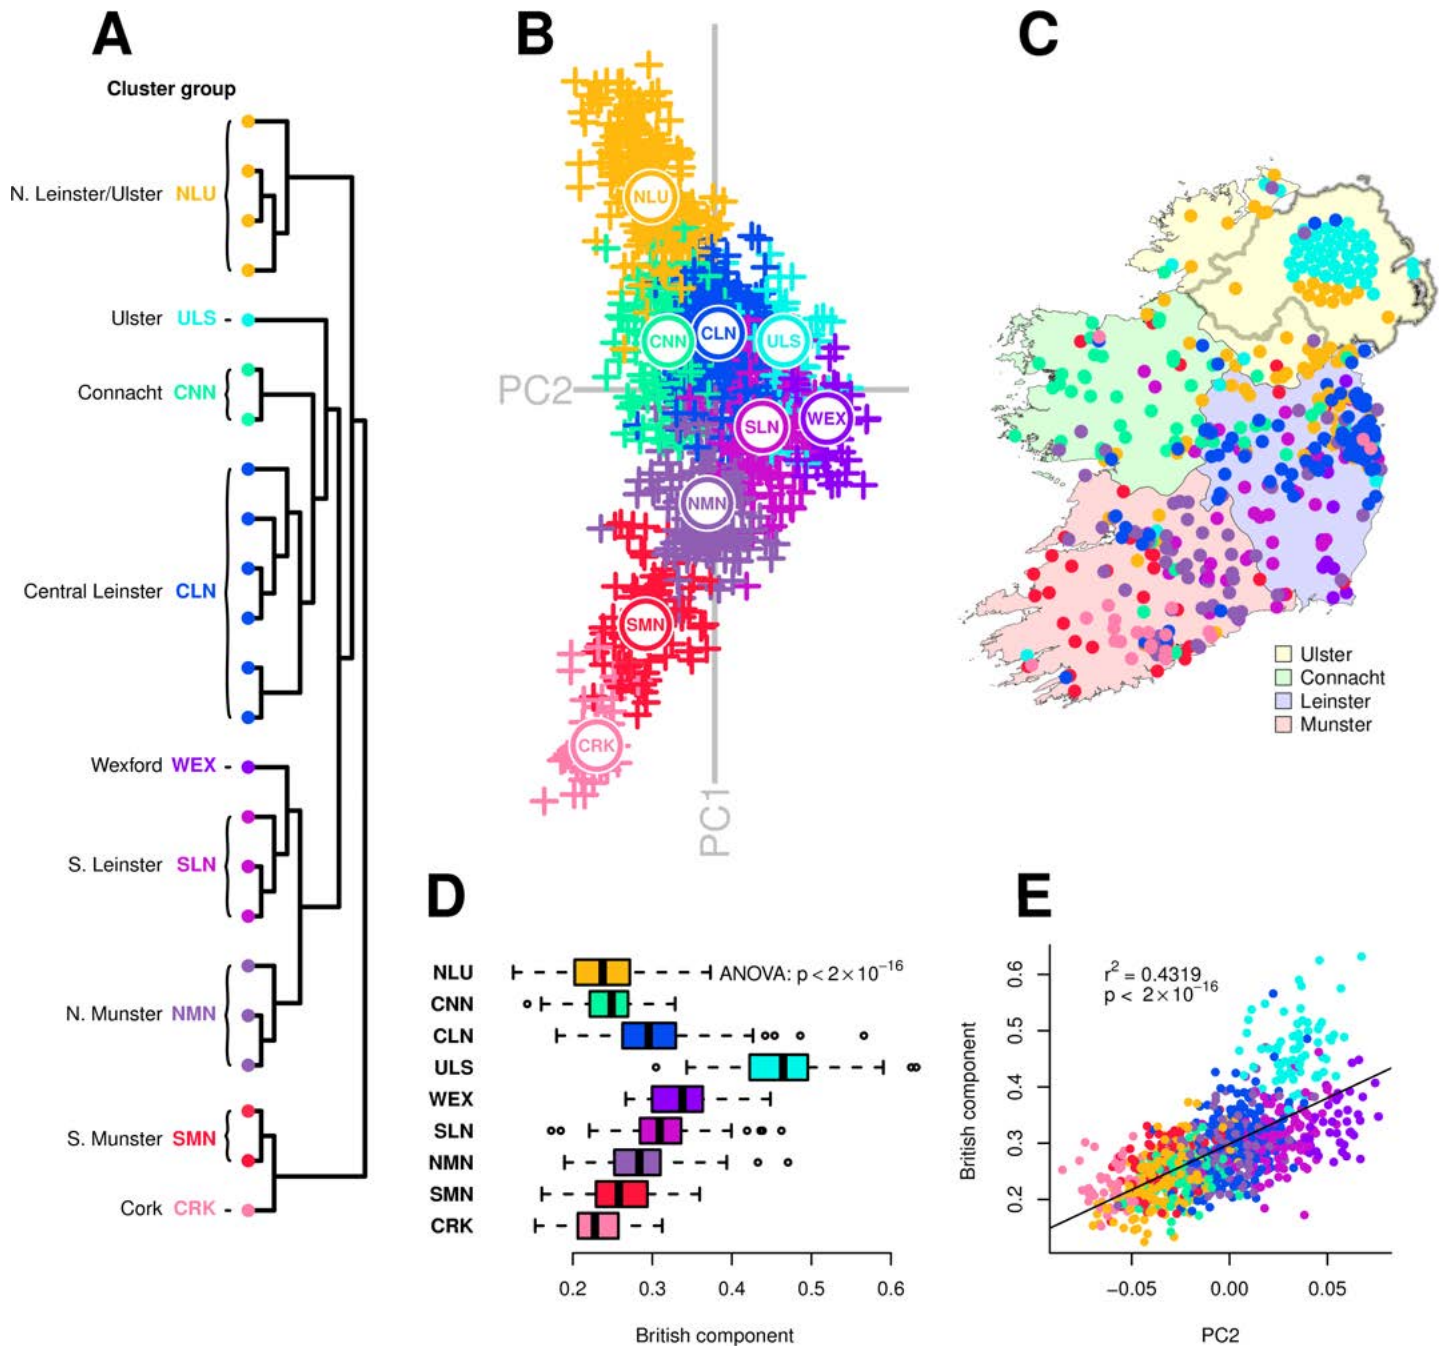 A
Cluster group
N. Leinster/Ulster NLU
Ulster ULS -
Connacht CNN
Central Leinster CLN
Wexford WEX -
S. Leinster SLN
N. Munster NMN
S. Munster SMN
Cork CRK -
B
NLU
CNN
CLN
ULS
PC2
SLN
WEX
NMN
SMN
CRK
PC1
C
Ulster
Connacht
Leinster
Munster
D
NLU
ANOVA: p < 2×10⁻¹⁶
CNN
CLN
ULS
WEX
SLN
NMN
SMN
CRK
0.2 0.3 0.4 0.5 0.6
British component
E
r² = 0.4319
p < 2×10⁻¹⁶
British component
0.6
0.5
0.4
0.3
0.2
−0.05 0.00 0.05
PC2